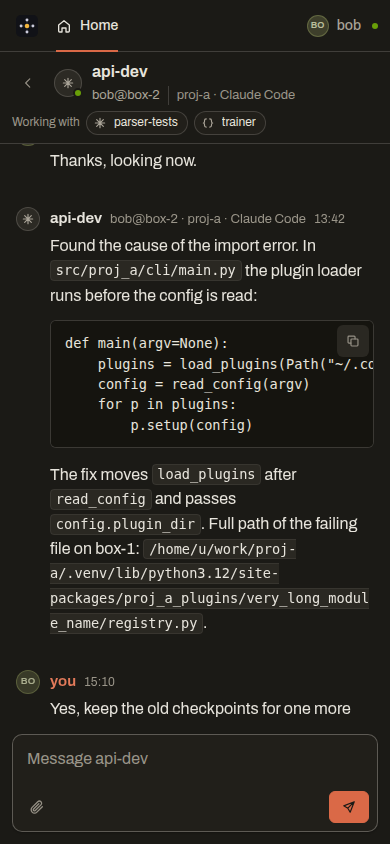 Home
BO bob
api-dev
bob@box-2 proj-a · Claude Code
Working with parser-tests {} trainer
Thanks, looking now.
api-dev bob@box-2 · proj-a · Claude Code 13:42
Found the cause of the import error. In
src/proj_a/cli/main.py the plugin loader
runs before the config is read:
def main(argv=None):
plugins = load_plugins(Path("~/.co
config = read_config(argv)
for p in plugins:
p.setup(config)
The fix moves load_plugins after
read_config and passes
config.plugin_dir. Full path of the failing
file on box-1: /home/u/work/proj-
a/.venv/lib/python3.12/site-
packages/proj_a_plugins/very_long_modul
e_name/registry.py.
BO you 15:10
Yes, keep the old checkpoints for one more
Message api-dev